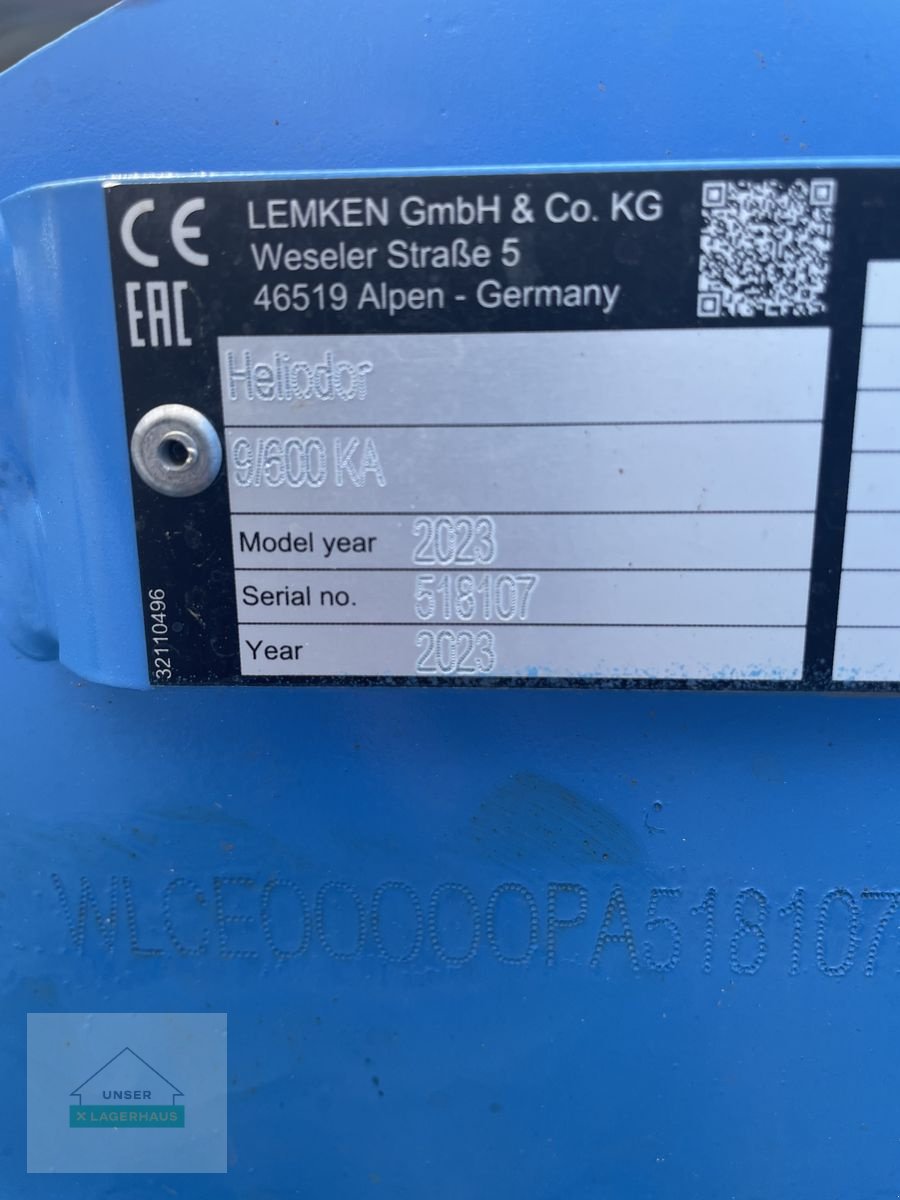 CE
EAC
LEMKEN GmbH & Co. KG
Weseler Straße 5
46519 Alpen - Germany
Heliodor
9/600 KA
Model year 2023
Serial no. 518107
Year 2023
32110496
WLCE00000PA518107
UNSER
X LAGERHAUS